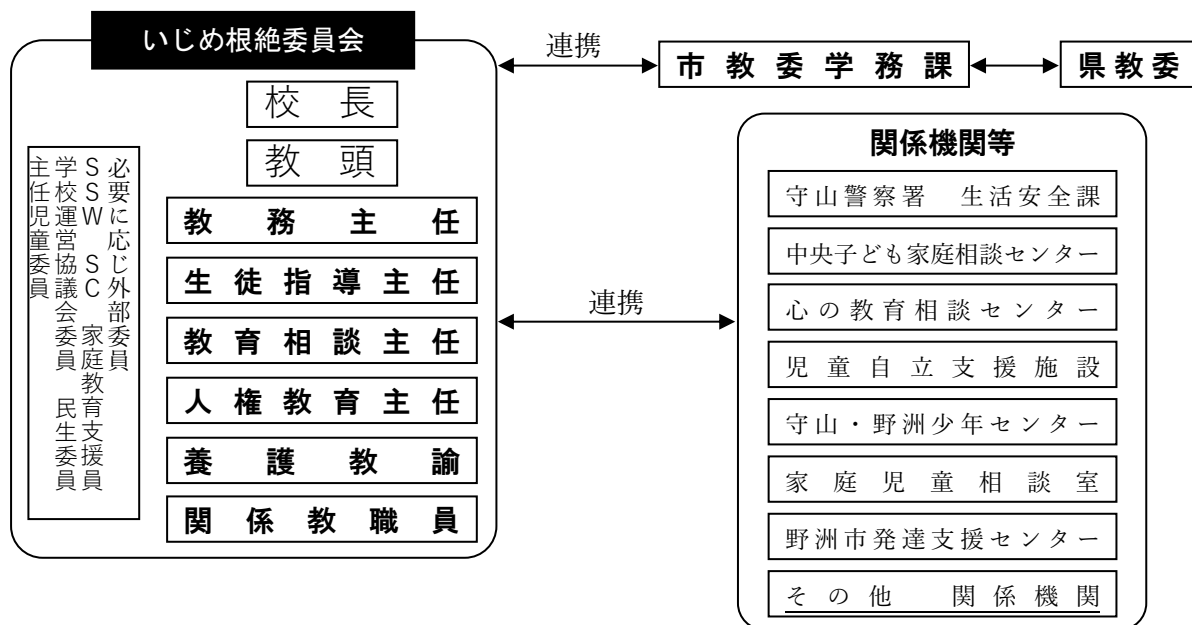 いじめ根絶委員会
連携
市教委学務課
県教委
校長
教頭
教務主任
生徒指導主任
教育相談主任
人権教育主任
養護教諭
関係教職員
必要に応じ外部委員
SSW SC 家庭教育支援員
学校運営協議会委員 民生委員
主任児童委員
連携
関係機関等
守山警察署 生活安全課
中央子ども家庭相談センター
心の教育相談センター
児童自立支援施設
守山・野洲少年センター
家庭児童相談室
野洲市発達支援センター
その他 関係機関